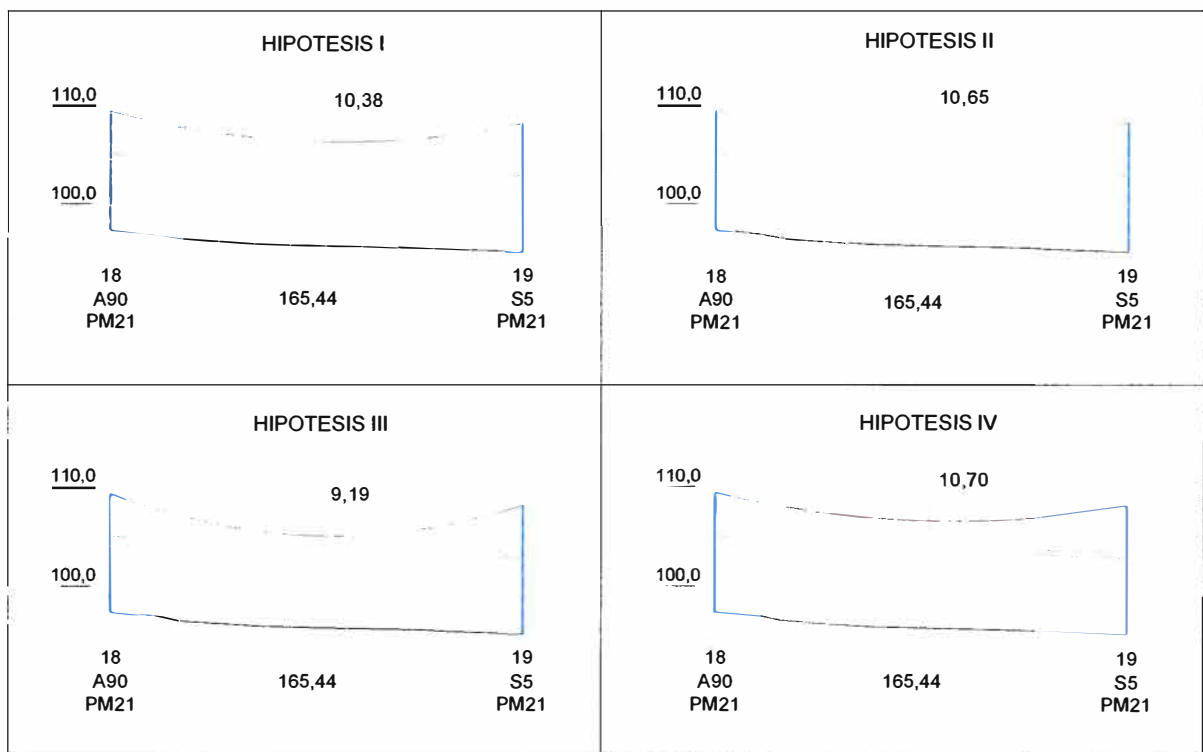 HIPOTESIS I
110,0
10,38
100,0
18
A90
PM21
165,44
19
S5
PM21
HIPOTESIS II
110,0
10,65
100,0
18
A90
PM21
165,44
19
S5
PM21
HIPOTESIS III
110,0
9,19
100,0
18
A90
PM21
165,44
19
S5
PM21
HIPOTESIS IV
110,0
10,70
100,0
18
A90
PM21
165,44
19
S5
PM21